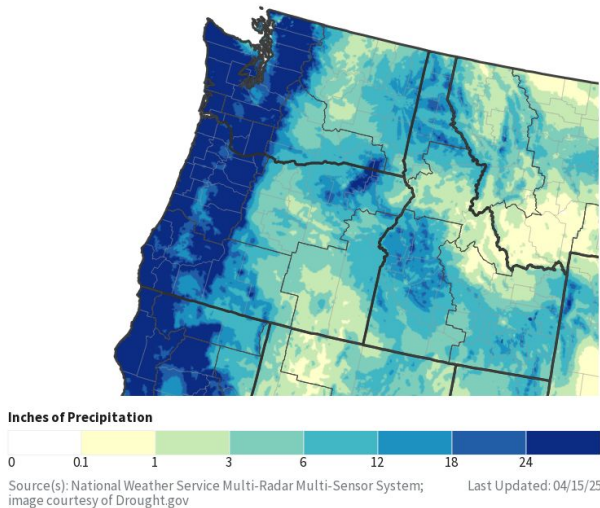 Inches of Precipitation
0 0.1 1 3 6 12 18 24
Source(s): National Weather Service Multi-Radar Multi-Sensor System; Last Updated: 04/15/25
image courtesy of Drought.gov